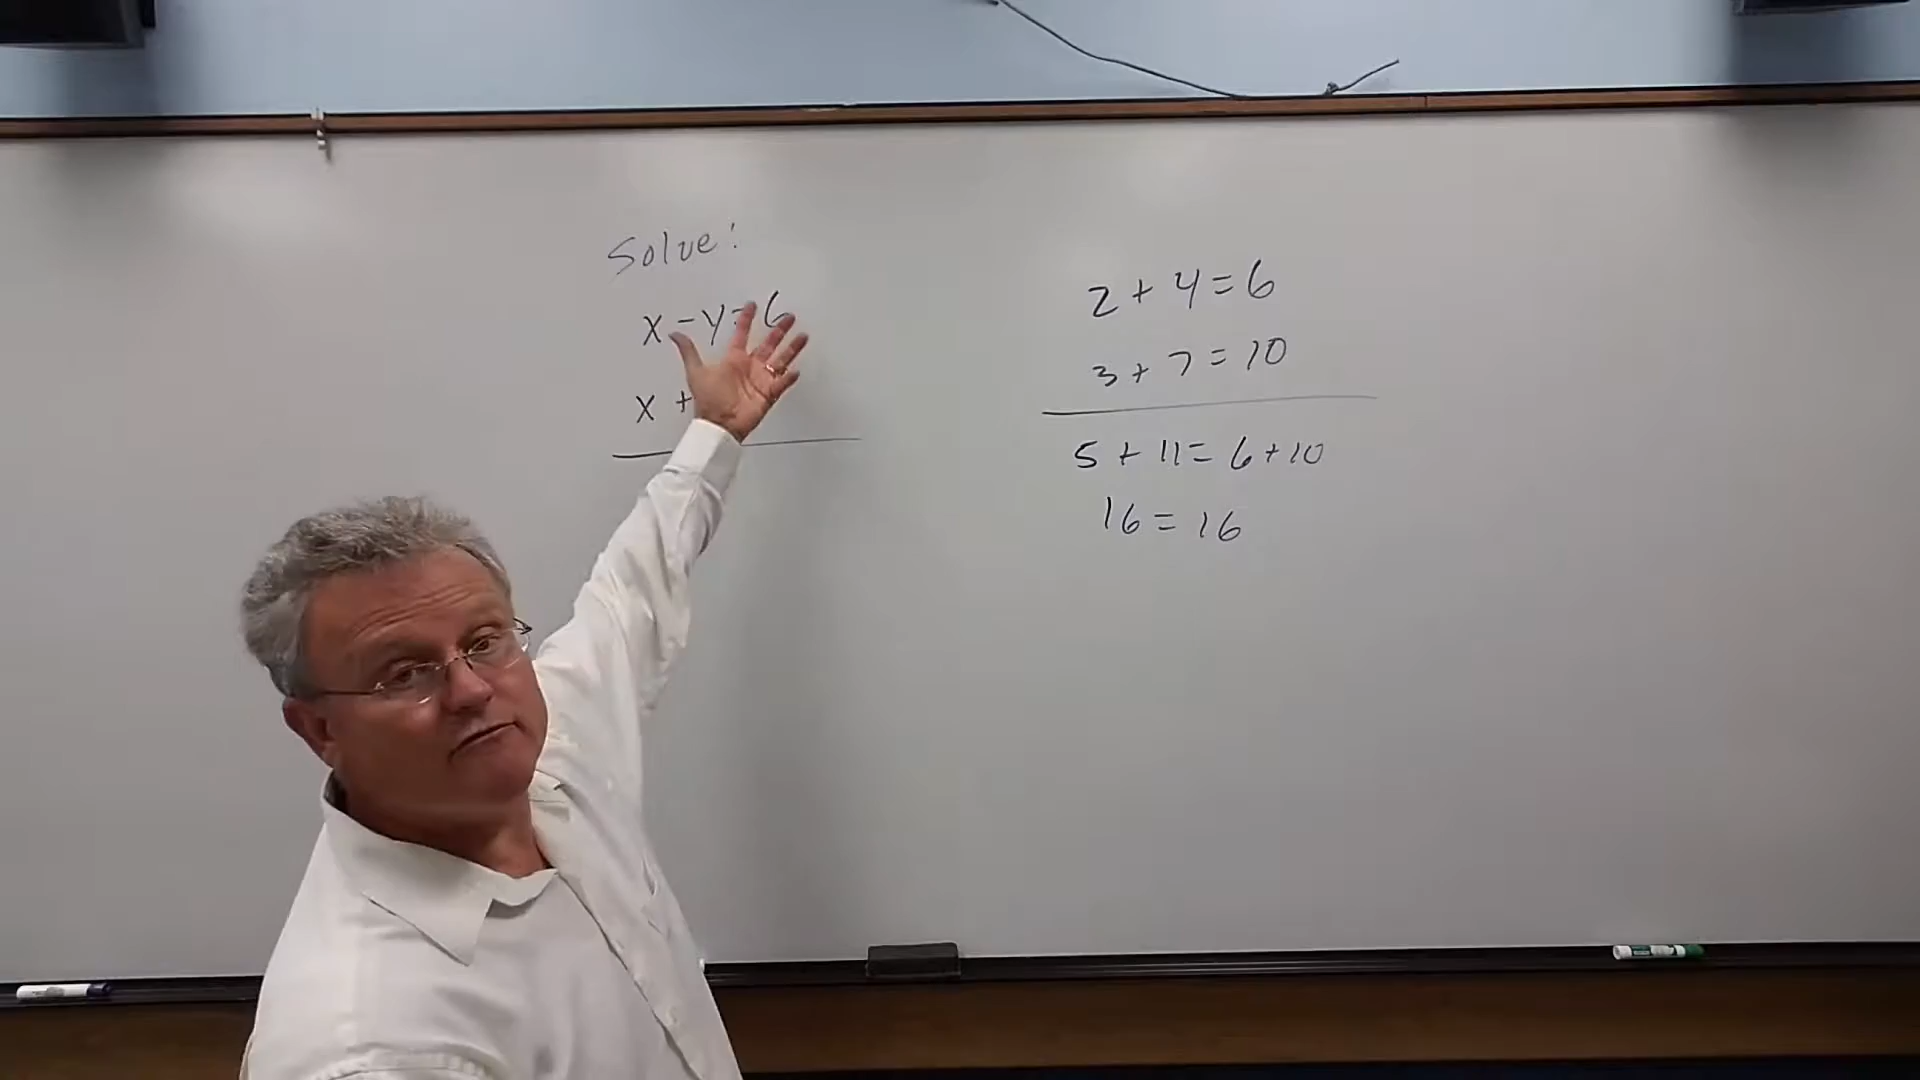 Solve:
x - y = 6
x +
2 + 4 = 6
3 + 7 = 10
5 + 11 = 6 + 10
16 = 16